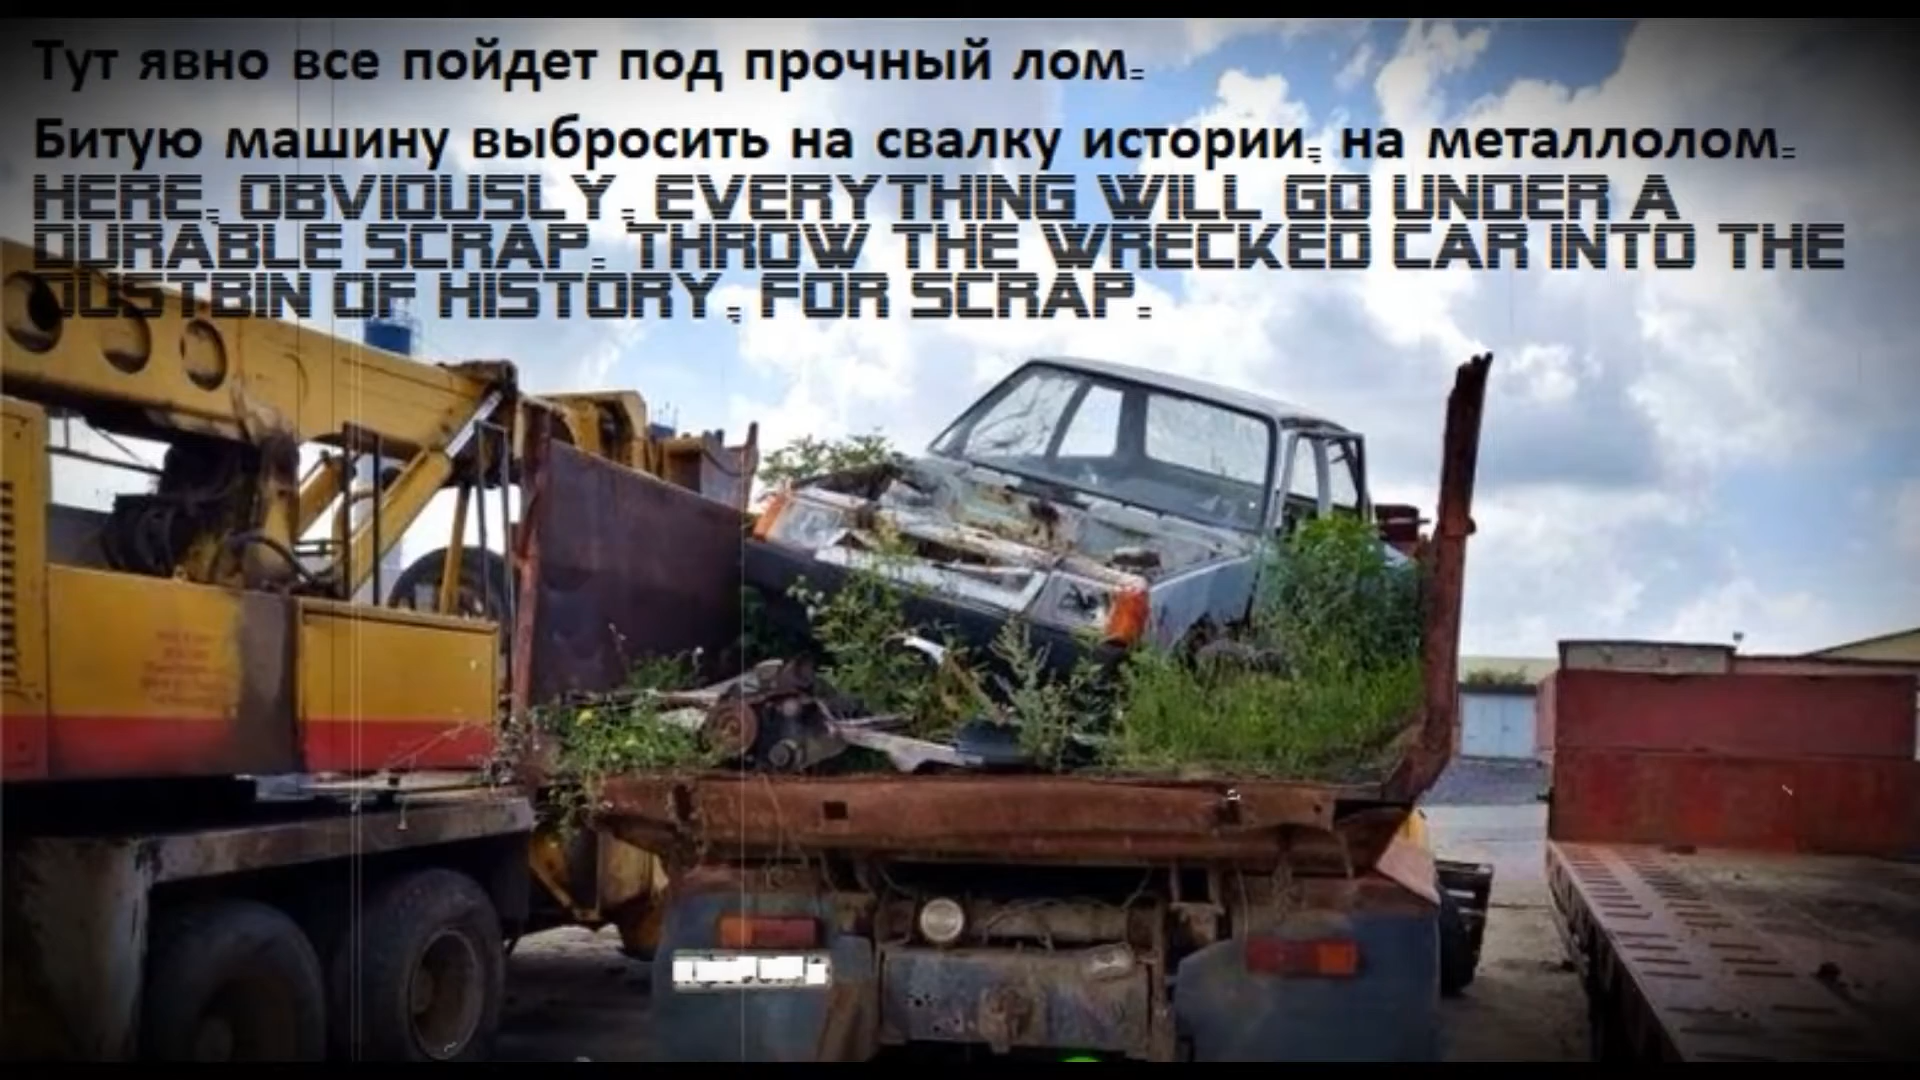 Тут явно все пойдет под прочный лом.
Битую машину выбросить на свалку истории, на металлолом.
HERE, OBVIOUSLY, EVERYTHING WILL GO UNDER A
DURABLE SCRAP. THROW THE WRECKED CAR INTO THE
DUSTBIN OF HISTORY, FOR SCRAP.